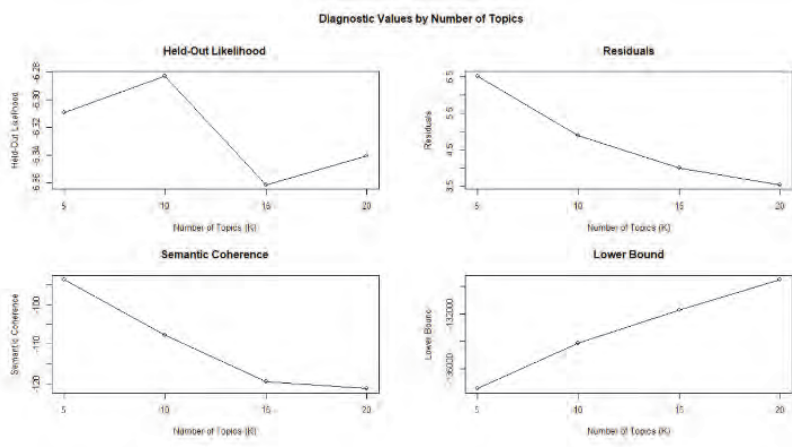 Diagnostic Values by Number of Topics
Held-Out Likelihood
Held-Out Likelihood
-6.28
-6.30
-6.32
-6.34
-6.36
5 10 15 20
Number of Topics (K)
Residuals
Residuals
6.5
5.5
4.5
3.5
5 10 15 20
Number of Topics (K)
Semantic Coherence
Semantic Coherence
-100
-110
-120
5 10 15 20
Number of Topics (K)
Lower Bound
Lower Bound
5 10 15 20
Number of Topics (K)